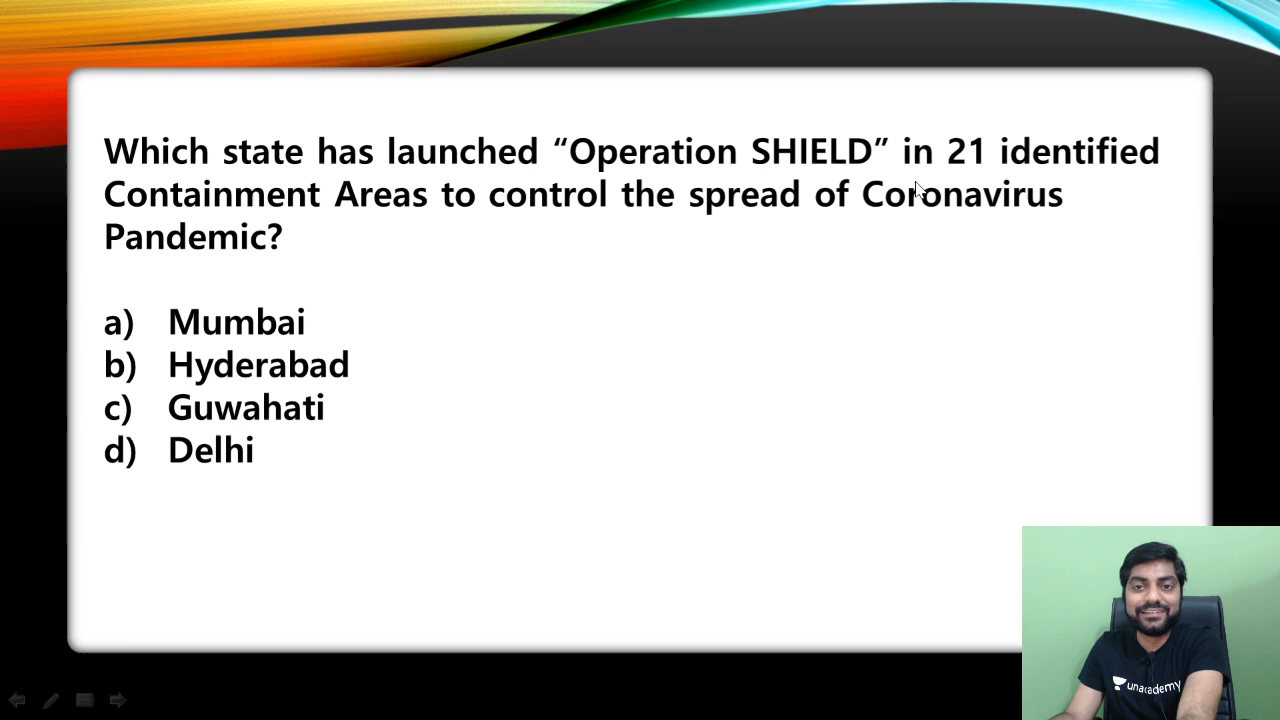 Which state has launched “Operation SHIELD” in 21 identified
Containment Areas to control the spread of Coronavirus
Pandemic?
a) Mumbai
b) Hyderabad
c) Guwahati
d) Delhi
unacademy